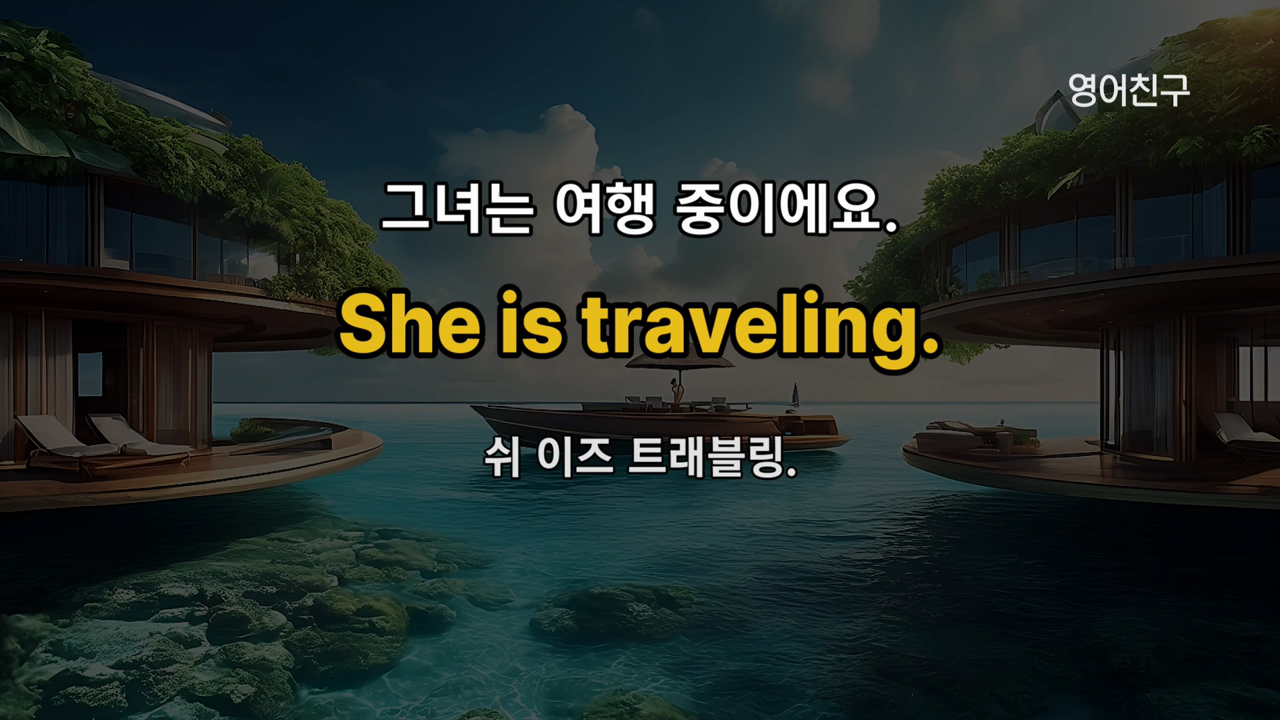 영어친구
그녀는 여행 중이에요.
She is traveling.
쉬 이즈 트래블링.